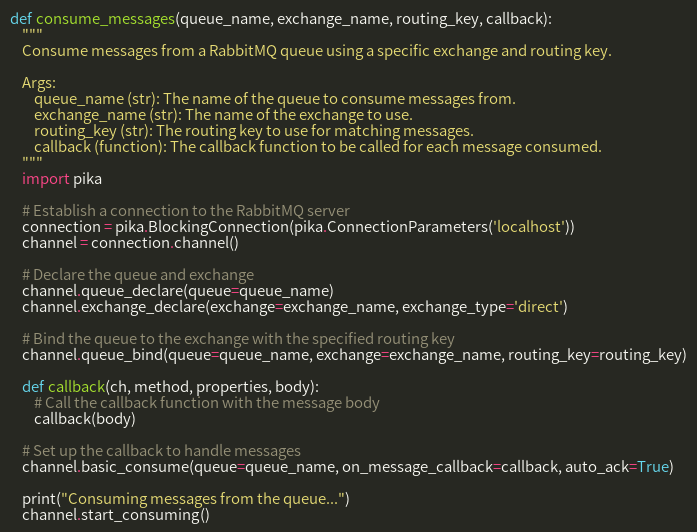 def consume_messages(queue_name, exchange_name, routing_key, callback):
    """
    Consume messages from a RabbitMQ queue using a specific exchange and routing key.

    Args:
        queue_name (str): The name of the queue to consume messages from.
        exchange_name (str): The name of the exchange to use.
        routing_key (str): The routing key to use for matching messages.
        callback (function): The callback function to be called for each message consumed.
    """
    import pika

    # Establish a connection to the RabbitMQ server
    connection = pika.BlockingConnection(pika.ConnectionParameters('localhost'))
    channel = connection.channel()

    # Declare the queue and exchange
    channel.queue_declare(queue=queue_name)
    channel.exchange_declare(exchange=exchange_name, exchange_type='direct')

    # Bind the queue to the exchange with the specified routing key
    channel.queue_bind(queue=queue_name, exchange=exchange_name, routing_key=routing_key)

    def callback(ch, method, properties, body):
        # Call the callback function with the message body
        callback(body)

    # Set up the callback to handle messages
    channel.basic_consume(queue=queue_name, on_message_callback=callback, auto_ack=True)

    print("Consuming messages from the queue...")
    channel.start_consuming()